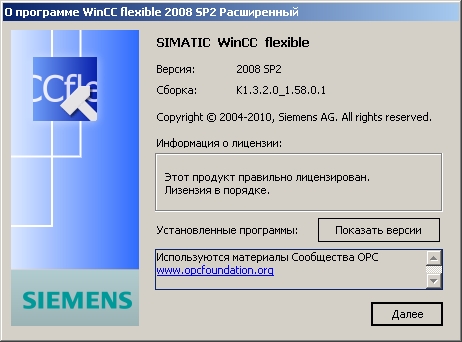 О программе WinCC flexible 2008 SP2 Расширенный
CCfle
SIMATIC WinCC flexible
Версия: 2008 SP2
Сборка: K1.3.2.0_1.58.0.1
Copyright © 2004-2010, Siemens AG. All rights reserved.
Информация о лицензии:
Этот продукт правильно лицензирован.
Лизензия в порядке.
Установленные программы: Показать версии
Используются материалы Сообщества OPC
www.opcfoundation.org
SIEMENS
Далее